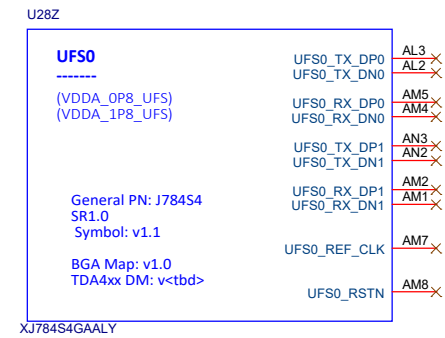 U28Z
UFS0
-------
(VDDA_0P8_UFS)
(VDDA_1P8_UFS)
UFS0_TX_DP0 AL3
UFS0_TX_DN0 AL2
UFS0_RX_DP0 AM5
UFS0_RX_DN0 AM4
UFS0_TX_DP1 AN3
UFS0_TX_DN1 AN2
UFS0_RX_DP1 AM2
UFS0_RX_DN1 AM1
General PN: J784S4
SR1.0
Symbol: v1.1
UFS0_REF_CLK AM7
BGA Map: v1.0
TDA4xx DM: v<tbd>
UFS0_RSTN AM8
XJ784S4GAALY